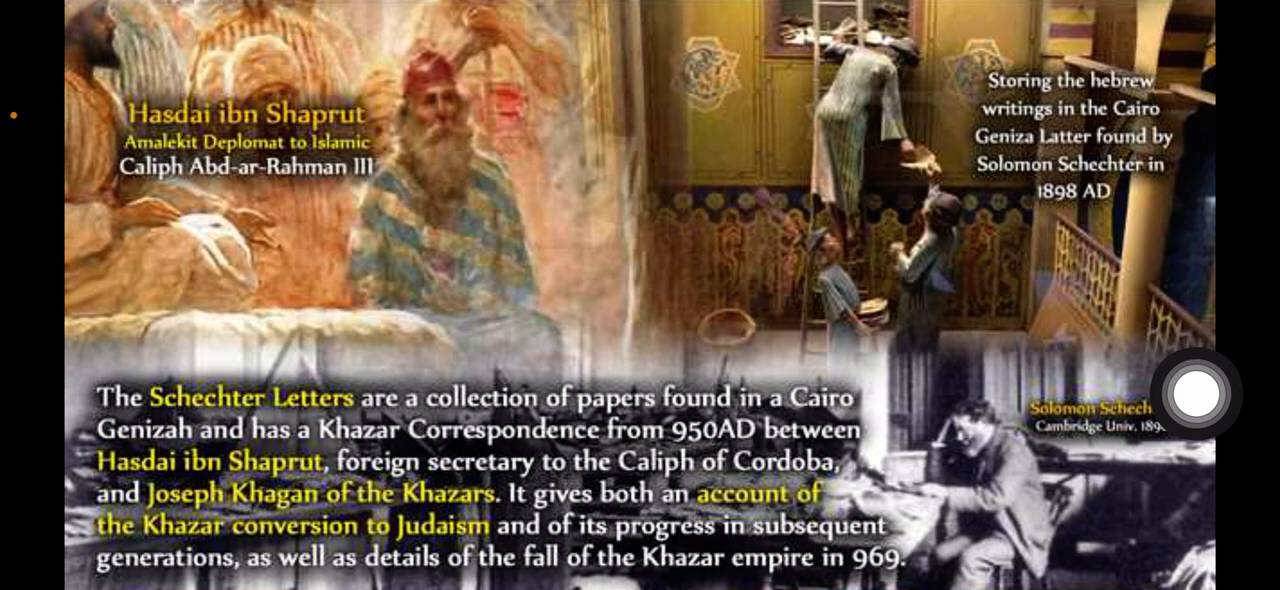 Hasdai ibn Shaprut
Amalekit Deplomat to Islamic
Caliph Abd-ar-Rahman III
Storing the hebrew
writings in the Cairo
Geniza Latter found by
Solomon Schechter in
1898 AD
The Schechter Letters are a collection of papers found in a Cairo
Genizah and has a Khazar Correspondence from 950AD between
Hasdai ibn Shaprut, foreign secretary to the Caliph of Cordoba,
and Joseph Khagan of the Khazars. It gives both an account of
the Khazar conversion to Judaism and of its progress in subsequent
generations, as well as details of the fall of the Khazar empire in 969.
Solomon
Cambridge Univ,